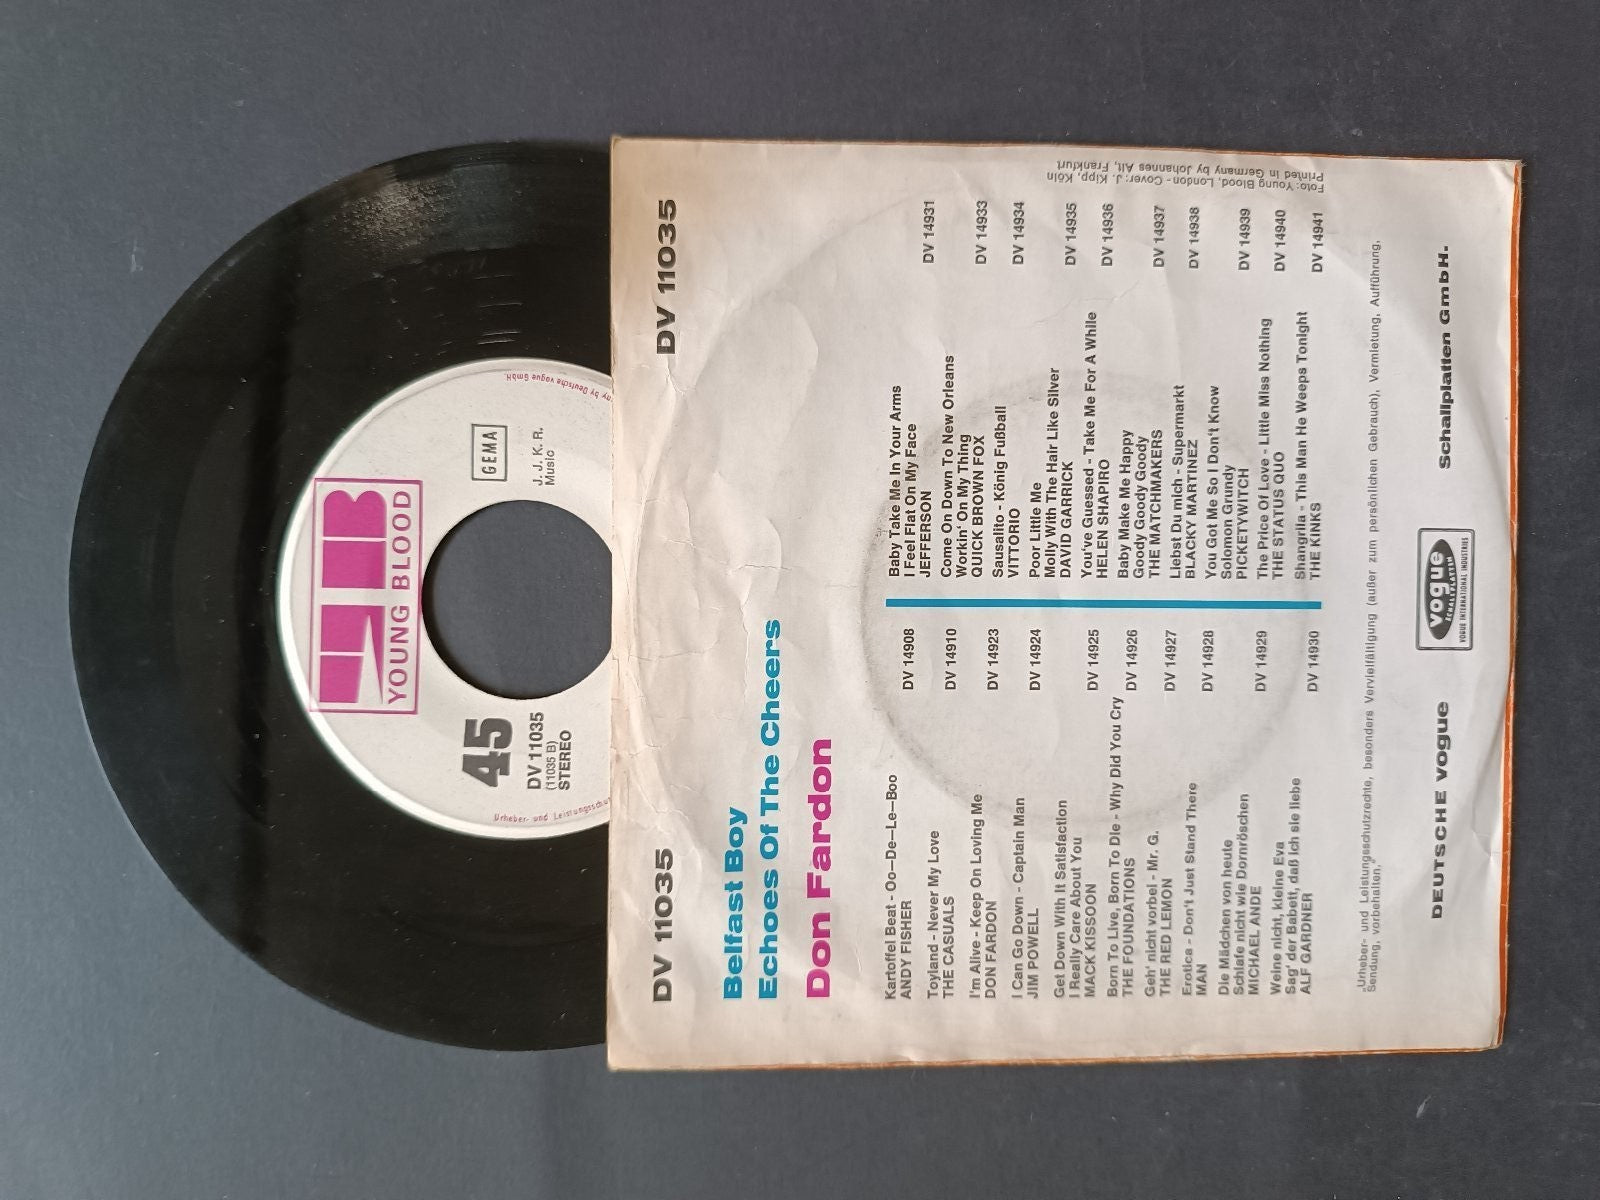 YOUNG BLOOD
45
DV 11035
(11035 B)
STEREO
GEMA
J. J. K. R.
Music
Urheber- und
ny by Deutsche vogue GmbH.
DV 11035
DV 11035
Belfast Boy
Echoes Of The Cheers
Don Fardon
Kartoffel Beat - Oo—De—Le—Boo
ANDY FISHER DV 14908
Toyland - Never My Love
THE CASUALS DV 14910
I'm Alive - Keep On Loving Me
DON FARDON DV 14923
I Can Go Down - Captain Man
JIM POWELL DV 14924
Get Down With It Satisfaction
I Really Care About You
MACK KISSOON DV 14925
Born To Live, Born To Die - Why Did You Cry
THE FOUNDATIONS DV 14926
Geh' nicht vorbei - Mr. G.
THE RED LEMON DV 14927
Erotica - Don't Just Stand There
MAN DV 14928
Die Mädchen von heute
Schlafe nicht wie Dornröschen
MICHAEL ANDE DV 14929
Weine nicht, kleine Eva
Sag' der Babett, daß ich sie liebe
ALF GARDNER DV 14930
Baby Take Me In Your Arms
I Feel Flat On My Face
JEFFERSON DV 14931
Come On Down To New Orleans
Workin' On My Thing
QUICK BROWN FOX DV 14933
Sausalito - König Fußball
VITTORIO DV 14934
Poor Little Me
Molly With The Hair Like Silver
DAVID GARRICK DV 14935
You've Guessed - Take Me For A While
HELEN SHAPIRO DV 14936
Baby Make Me Happy
Goody Goody Goody
THE MATCHMAKERS DV 14937
Liebst Du mich - Supermarkt
BLACKY MARTINEZ DV 14938
You Got Me So I Don't Know
Solomon Grundy
PICKETYWITCH DV 14939
The Price Of Love - Little Miss Nothing
THE STATUS QUO DV 14940
Shangrila - This Man He Weeps Tonight
THE KINKS DV 14941
„Urheber- und Leistungsschutzrechte, besonders Vervielfältigung (außer zum persönlichen Gebrauch), Vermietung, Aufführung,
Sendung, vorbehalten."
DEUTSCHE VOGUE
vogue
SCHALLPLATTEN
VOGUE INTERNATIONAL INDUSTRIES
Schallplatten GmbH.
Foto: Young Blood, London - Cover: J. Kipp, Köln
Printed in Germany by Johannes Alt, Frankfurt